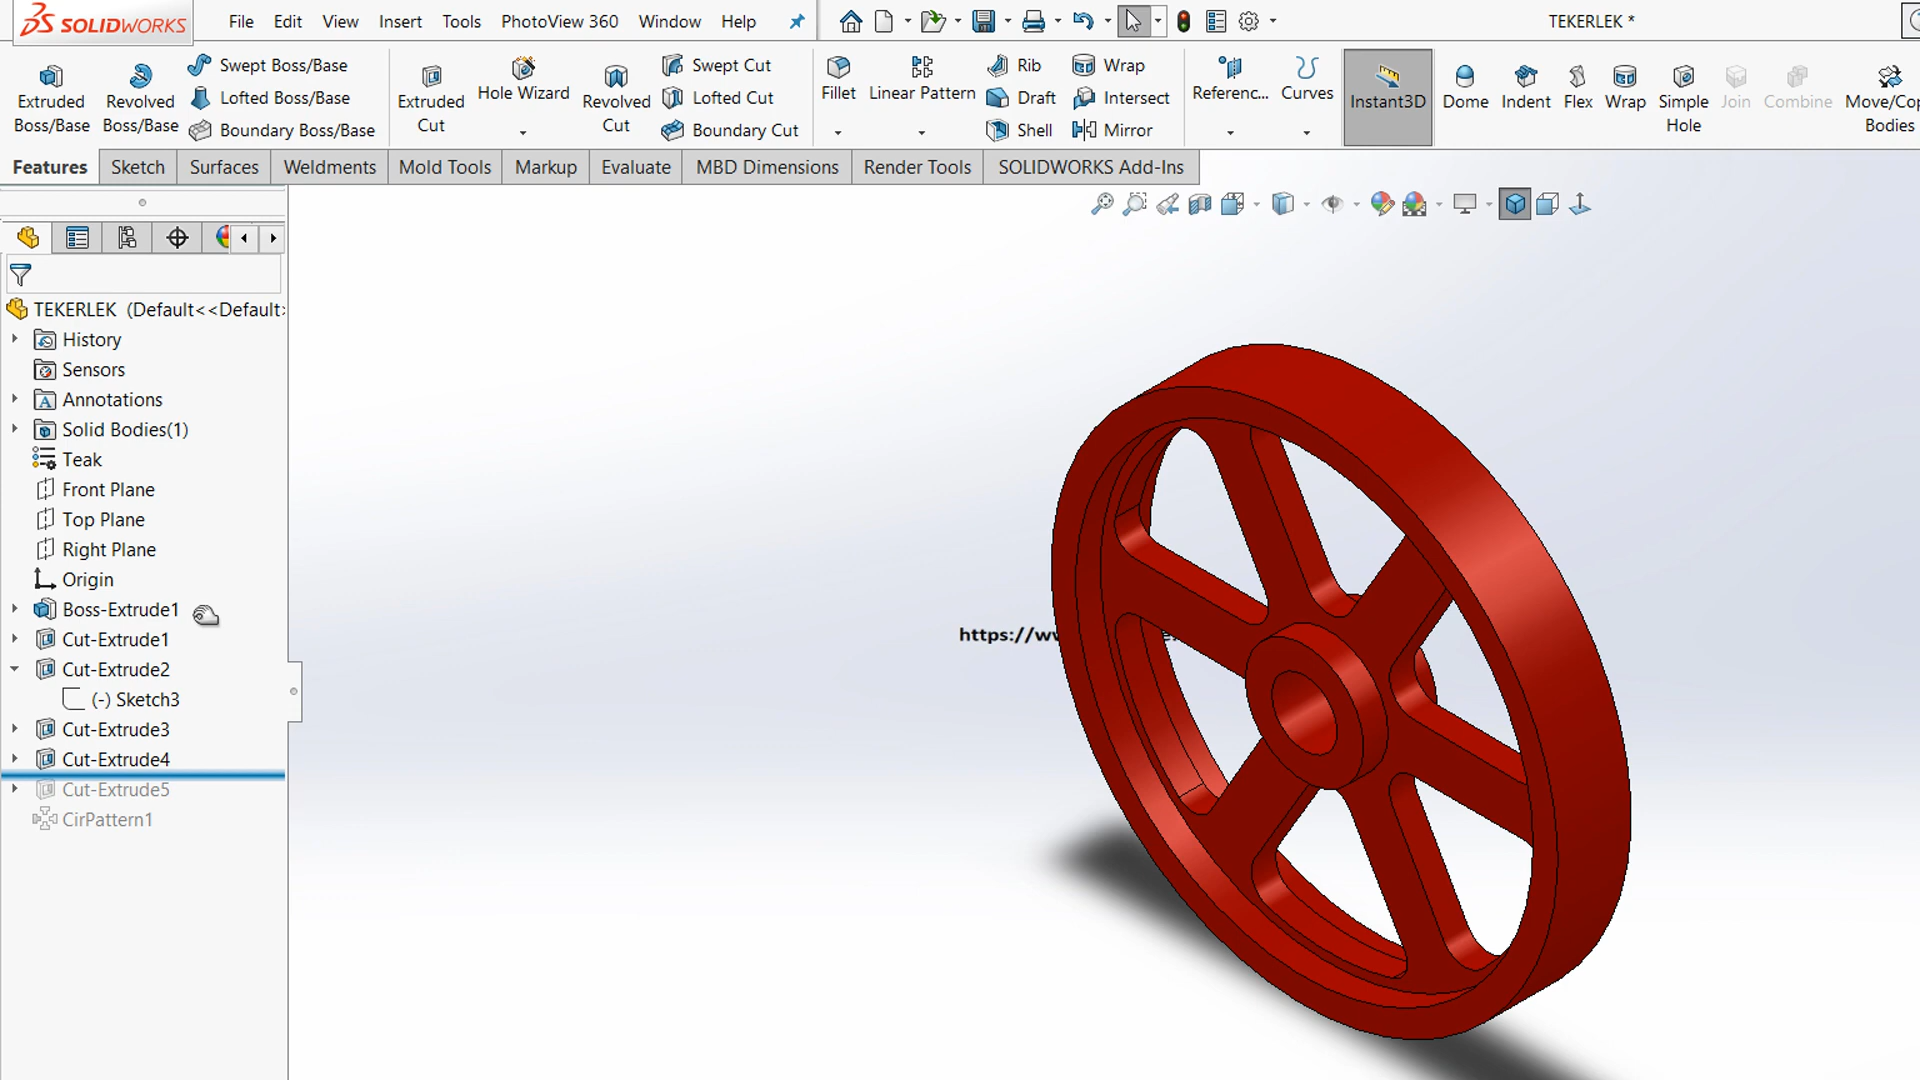 SOLIDWORKS File Edit View Insert Tools PhotoView 360 Window Help TEKERLEK *
Extruded Boss/Base
Revolved Boss/Base
Swept Boss/Base
Lofted Boss/Base
Boundary Boss/Base
Extruded Cut
Hole Wizard
Revolved Cut
Swept Cut
Lofted Cut
Boundary Cut
Fillet
Linear Pattern
Rib
Draft
Shell
Wrap
Intersect
Mirror
Referenc...
Curves
Instant3D
Dome
Indent
Flex
Wrap
Simple Hole
Join
Combine
Move/Cop
Bodies
Features Sketch Surfaces Weldments Mold Tools Markup Evaluate MBD Dimensions Render Tools SOLIDWORKS Add-Ins
TEKERLEK (Default<<Default>
History
Sensors
Annotations
Solid Bodies(1)
Teak
Front Plane
Top Plane
Right Plane
Origin
Boss-Extrude1
Cut-Extrude1
Cut-Extrude2
(-) Sketch3
Cut-Extrude3
Cut-Extrude4
Cut-Extrude5
CirPattern1